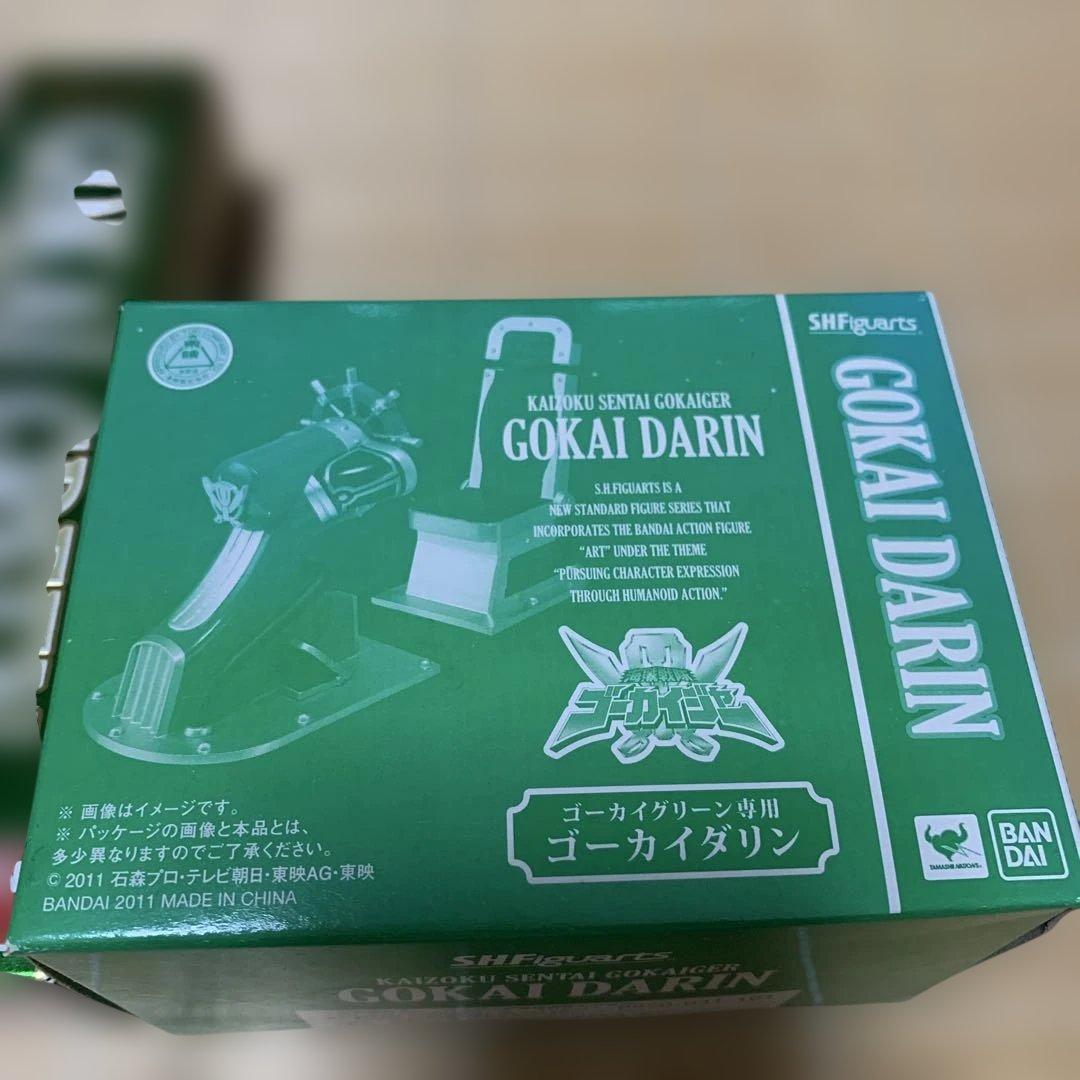 SHFiguarts
KAIZOKU SENTAI GOKAIGER
GOKAI DARIN
S.H.FIGUARTS IS A
NEW STANDARD FIGURE SERIES THAT
INCORPORATES THE BANDAI ACTION FIGURE
“ART” UNDER THE THEME
“PURSUING CHARACTER EXPRESSION
THROUGH HUMANOID ACTION.”
海賊戦隊
ゴーカイジャー
ゴーカイグリーン専用
ゴーカイダリン
※ 画像はイメージです。
※ パッケージの画像と本品とは、
多少異なりますのでご了承ください。
© 2011 石森プロ・テレビ朝日・東映AG・東映
BANDAI 2011 MADE IN CHINA
GOKAI DARIN
TAMASHII NATIONS
BAN
DAI
SHFiguarts
KAIZOKU SENTAI GOKAIGER
GOKAI DARIN